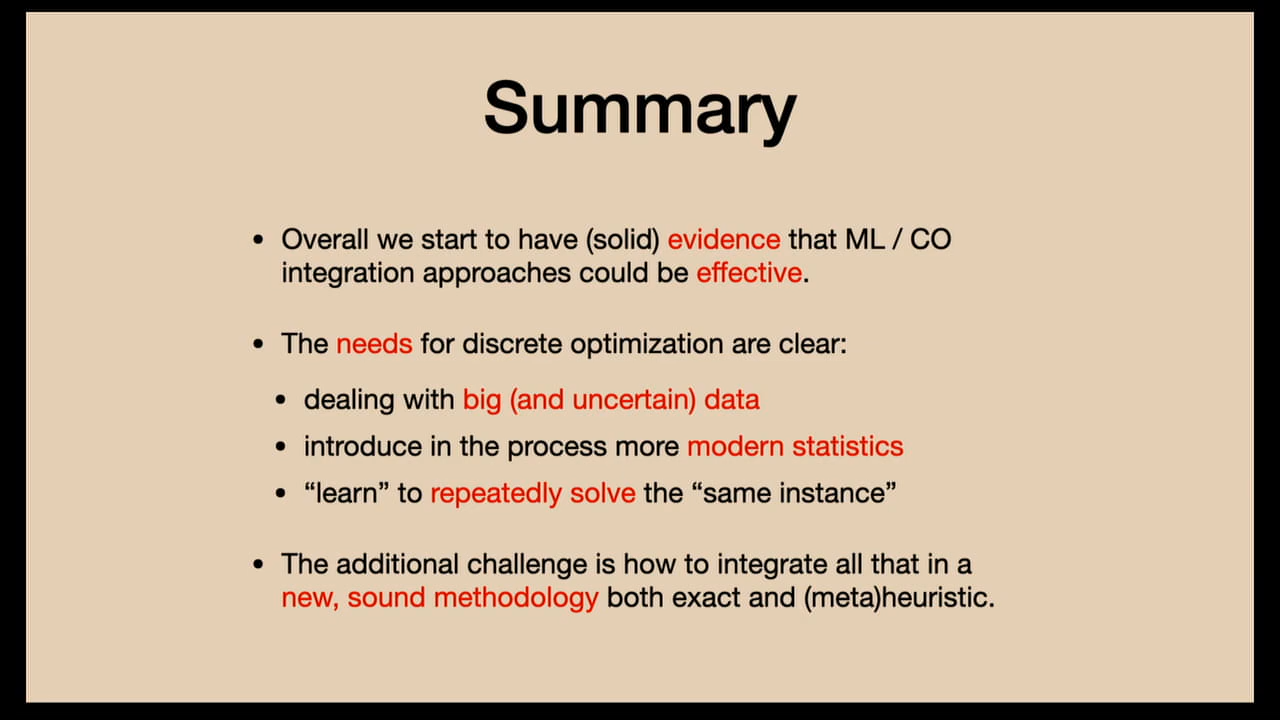 Summary
• Overall we start to have (solid) evidence that ML / CO
integration approaches could be effective.
• The needs for discrete optimization are clear:
• dealing with big (and uncertain) data
• introduce in the process more modern statistics
• “learn” to repeatedly solve the “same instance”
• The additional challenge is how to integrate all that in a
new, sound methodology both exact and (meta)heuristic.